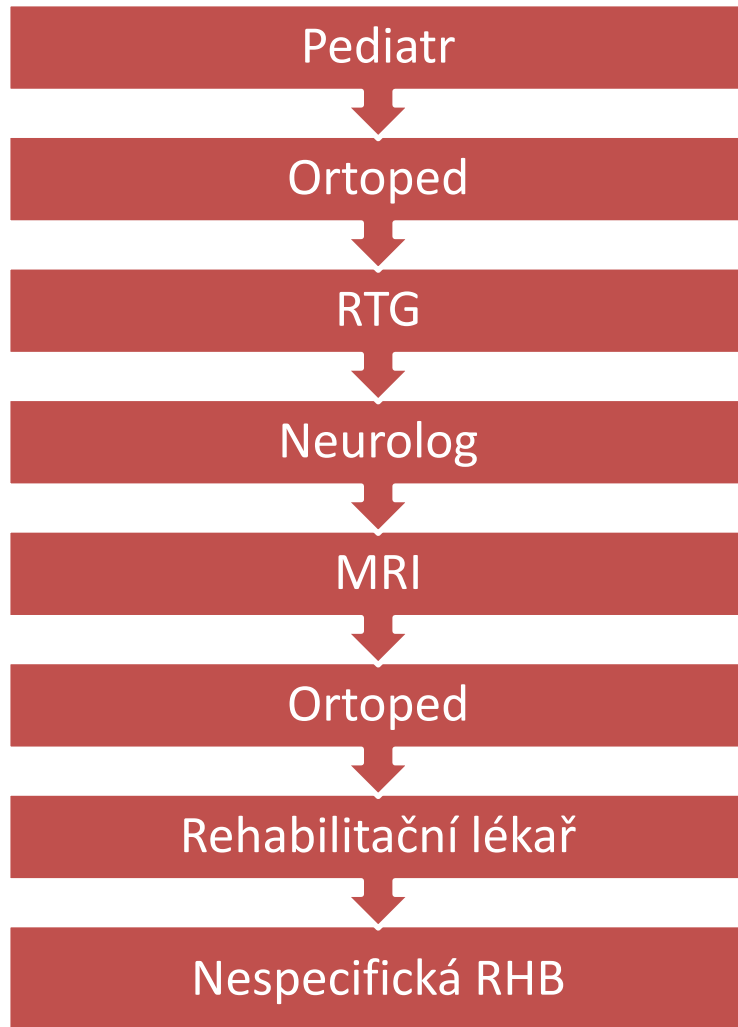 Pediatr
Ortoped
RTG
Neurolog
MRI
Ortoped
Rehabilitační lékař
Nespecifická RHB